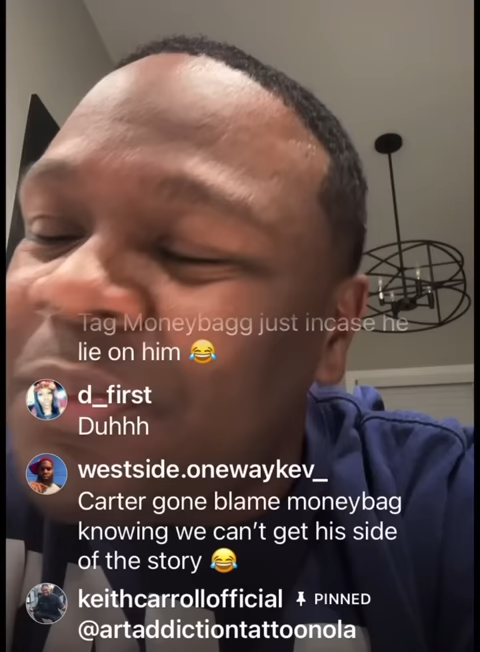 Tag Moneybagg just incase he
lie on him 😂
d_first
Duhhh
westside.onewaykev_
Carter gone blame moneybag
knowing we can't get his side
of the story 😂
keithcarrollofficial 📌 PINNED
@artaddictiontattoonola